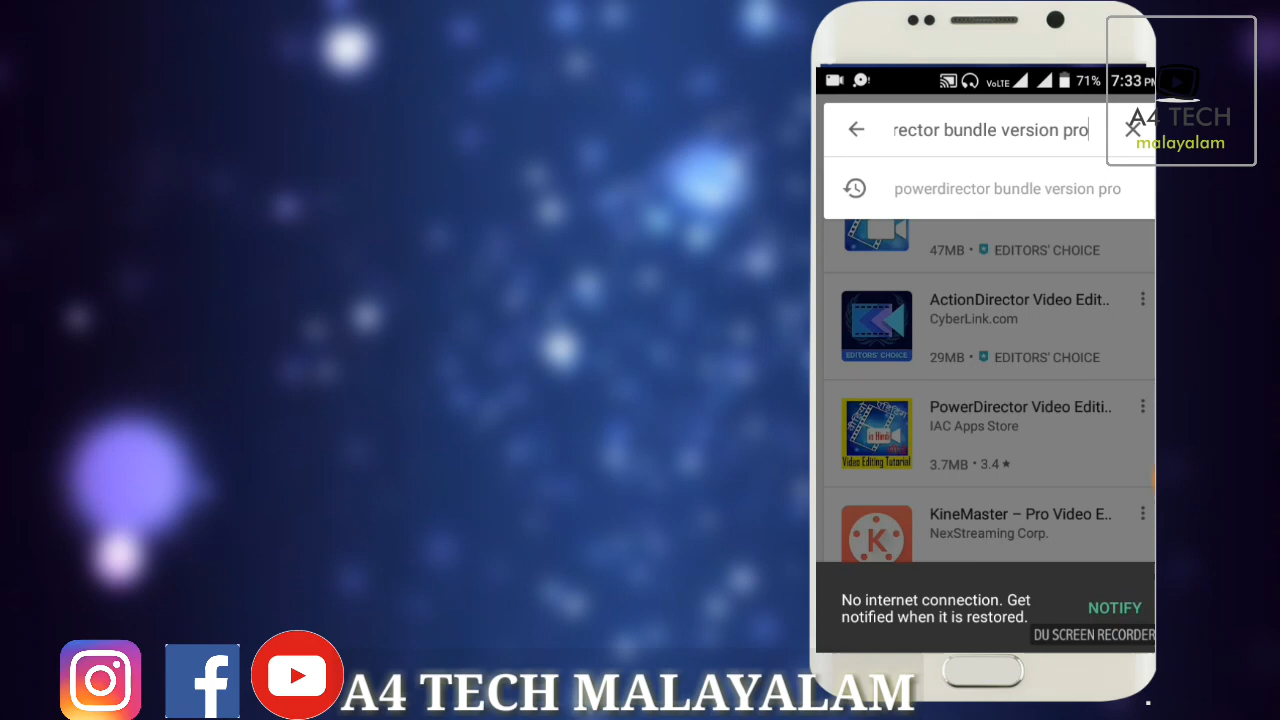 VoLTE 71% 7:33 PM
rector bundle version pro
powerdirector bundle version pro
A4 TECH
malayalam
47MB • EDITORS' CHOICE
ActionDirector Video Edit..
CyberLink.com
EDITORS' CHOICE
29MB • EDITORS' CHOICE
PowerDirector Video Editi..
IAC Apps Store
in Hindi
Video Editing Tutorial
3.7MB • 3.4 ★
KineMaster – Pro Video E..
NexStreaming Corp.
K
No internet connection. Get
notified when it is restored.
NOTIFY
DU SCREEN RECORDER
A4 TECH MALAYALAM